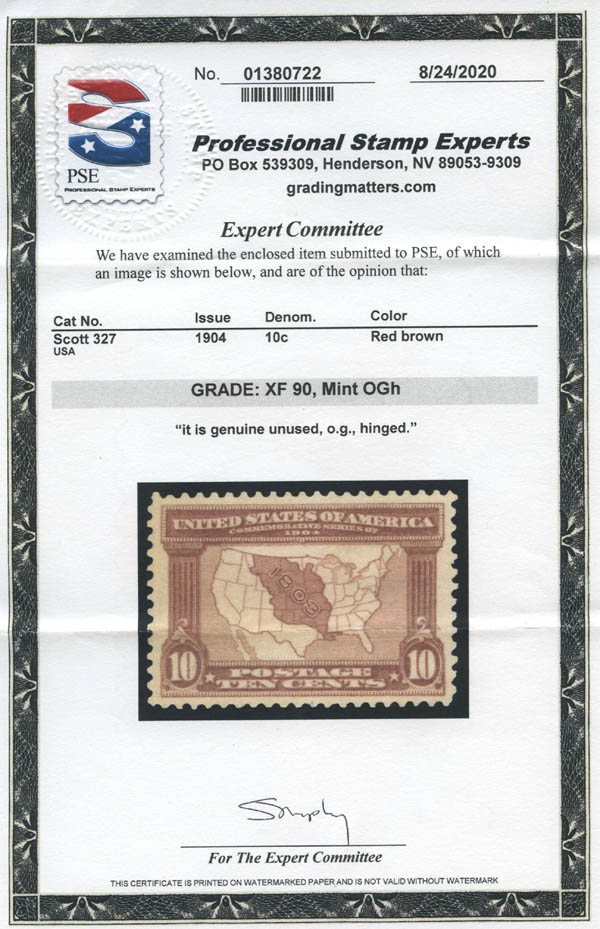 No. 01380722 8/24/2020
PSE
PROFESSIONAL STAMP EXPERTS
Professional Stamp Experts
PO Box 539309, Henderson, NV 89053-9309
gradingmatters.com
Expert Committee
We have examined the enclosed item submitted to PSE, of which
an image is shown below, and are of the opinion that:
Cat No. Issue Denom. Color
Scott 327 1904 10c Red brown
USA
GRADE: XF 90, Mint OGh
“it is genuine unused, o.g., hinged.”
UNITED STATES OF AMERICA
COMMEMORATIVE SERIES OF
1904
1803
10 POSTAGE 10
TEN CENTS
For The Expert Committee
THIS CERTIFICATE IS PRINTED ON WATERMARKED PAPER AND IS NOT VALID WITHOUT WATERMARK